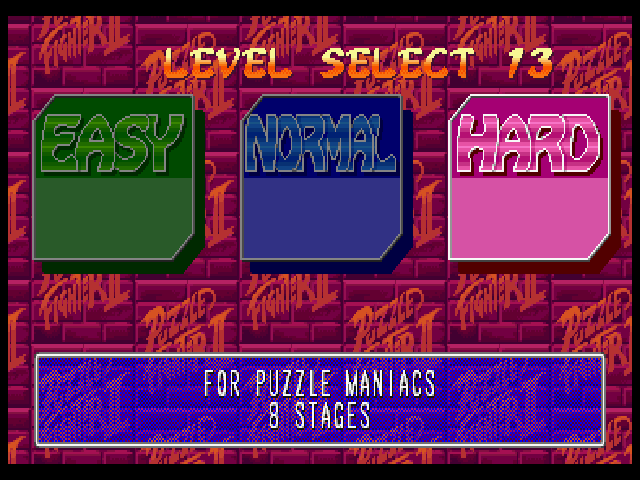 LEVEL SELECT 13
EASY NORMAL HARD
FOR PUZZLE MANIACS
8 STAGES